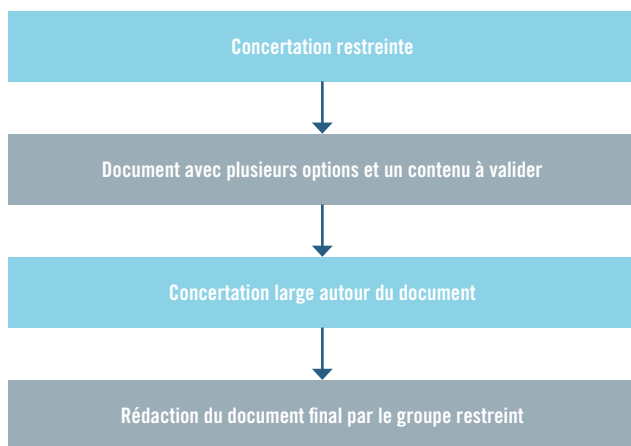 Concertation restreinte
Document avec plusieurs options et un contenu à valider
Concertation large autour du document
Rédaction du document final par le groupe restreint